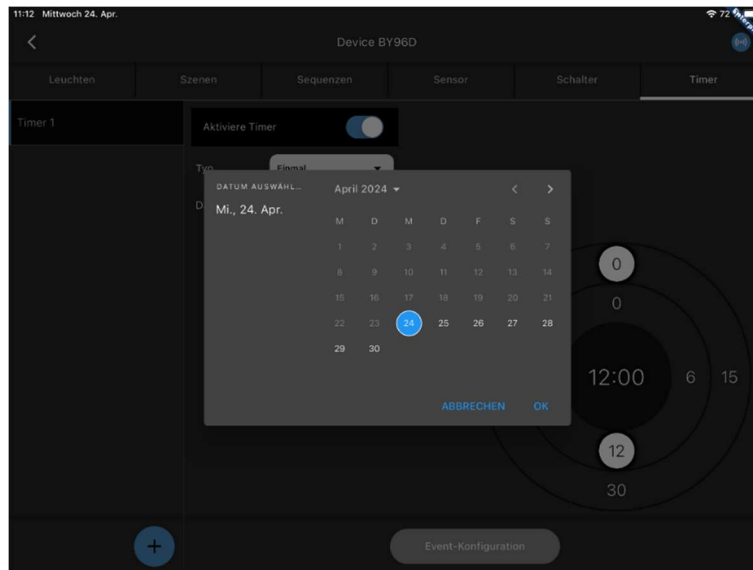 11:12 Mittwoch 24. Apr.
72
Device BY96D
Leuchten Szenen Sequenzen Sensor Schalter Timer
Timer 1
Aktiviere Timer
Typ Einmal
D
DATUM AUSWÄHL...
Mi., 24. Apr.
April 2024
M D M D F S S
1 2 3 4 5 6 7
8 9 10 11 12 13 14
15 16 17 18 19 20 21
22 23 24 25 26 27 28
29 30
ABBRECHEN OK
0
0
12:00 6 15
12
30
+
Event-Konfiguration